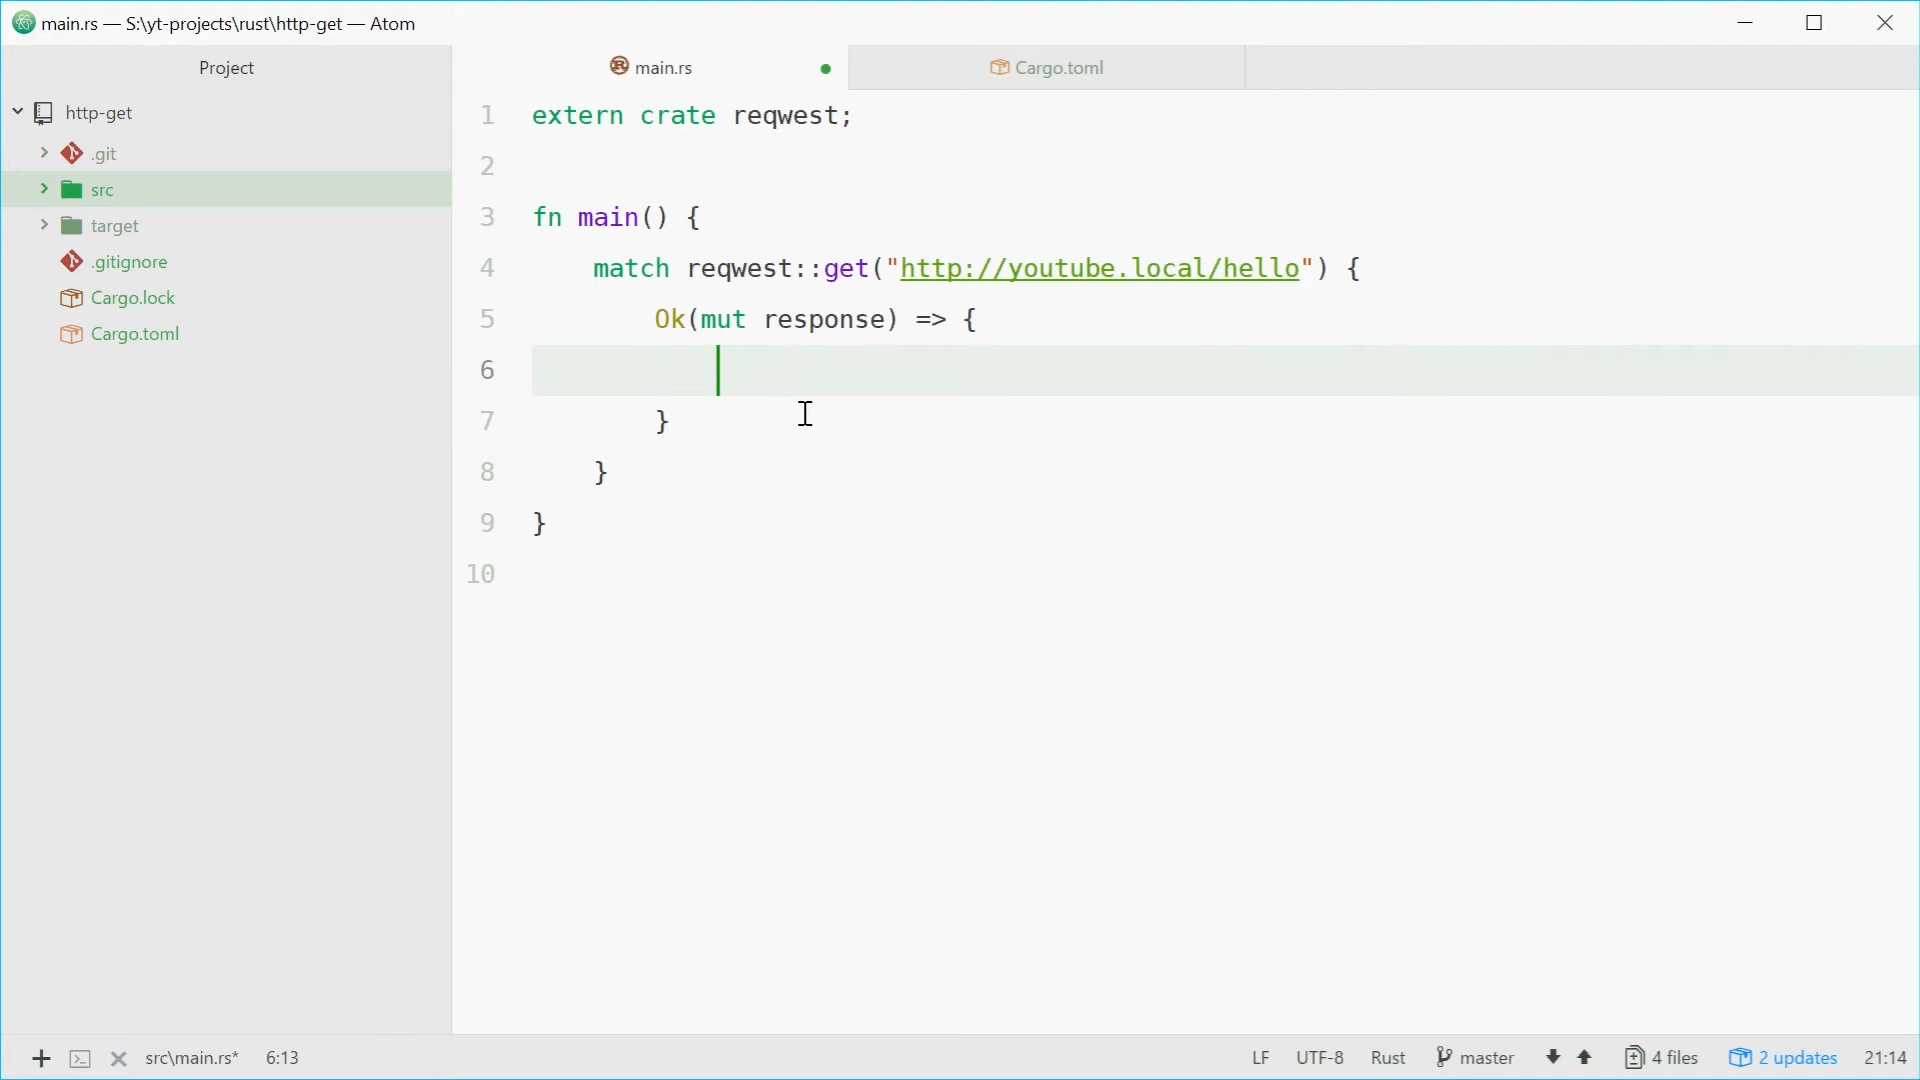 main.rs — S:\yt-projects\rust\http-get — Atom
Project
main.rs
Cargo.toml
http-get
.git
src
target
.gitignore
Cargo.lock
Cargo.toml
1 extern crate reqwest;
2
3 fn main() {
4     match reqwest::get("http://youtube.local/hello") {
5         Ok(mut response) => {
6
7         }
8     }
9 }
10
src\main.rs* 6:13 LF UTF-8 Rust master 4 files 2 updates 21:14